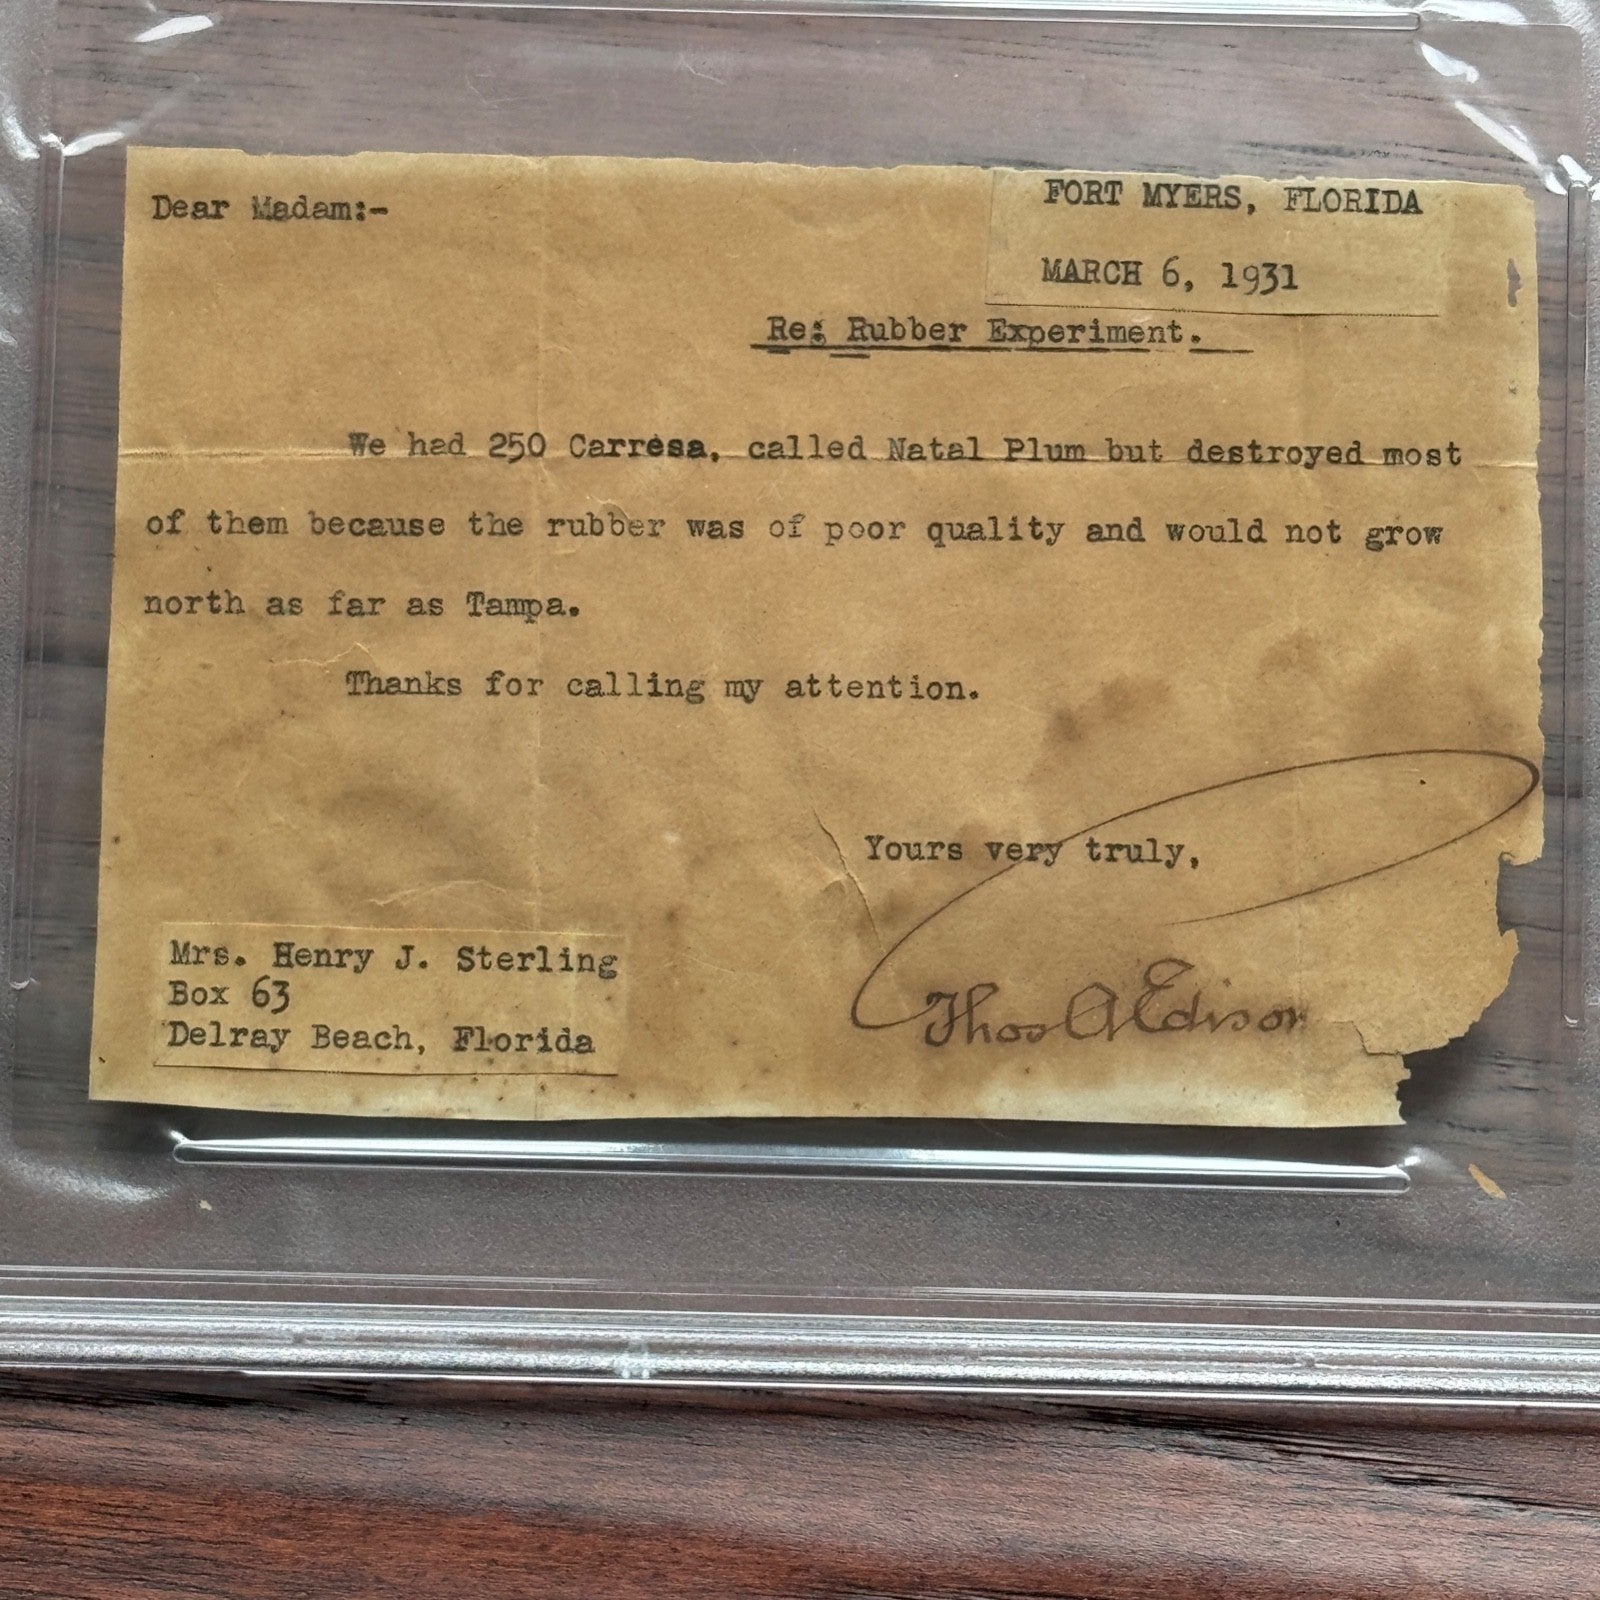 Dear Madam:-
FORT MYERS, FLORIDA
MARCH 6, 1931
Re: Rubber Experiment.
We had 250 Carresa, called Natal Plum but destroyed most
of them because the rubber was of poor quality and would not grow
north as far as Tampa.
Thanks for calling my attention.
Yours very truly,
Thos A Edison
Mrs. Henry J. Sterling
Box 63
Delray Beach, Florida